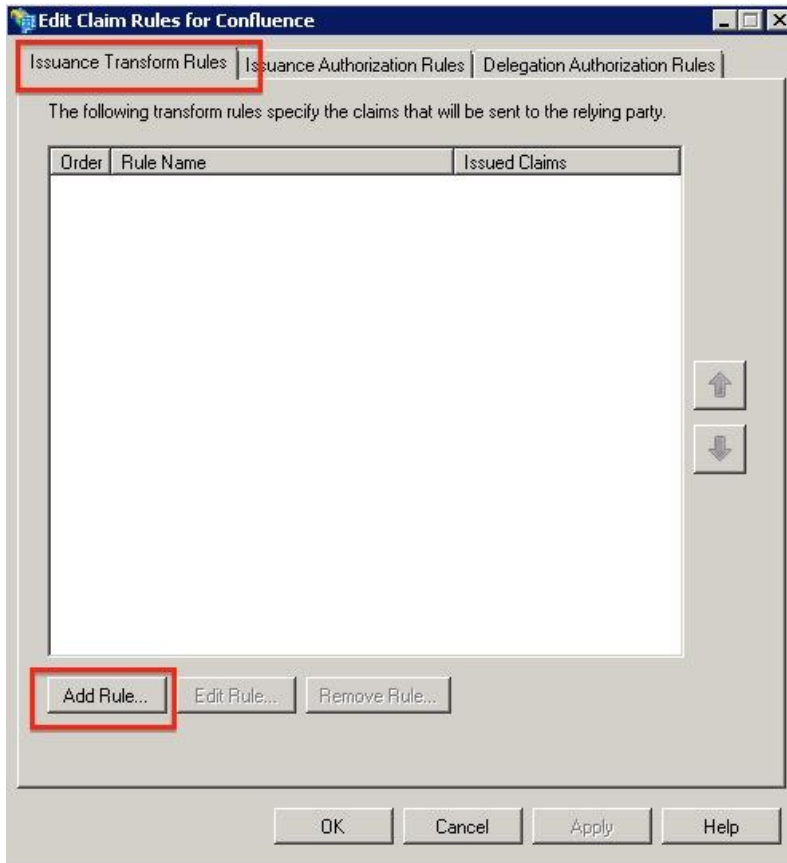 Edit Claim Rules for Confluence
Issuance Transform Rules Issuance Authorization Rules Delegation Authorization Rules
The following transform rules specify the claims that will be sent to the relying party.
Order Rule Name Issued Claims
Add Rule... Edit Rule... Remove Rule...
OK Cancel Apply Help